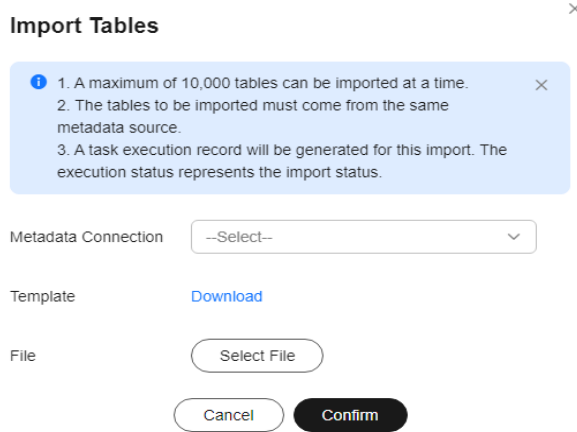 Import Tables
1. A maximum of 10,000 tables can be imported at a time.
2. The tables to be imported must come from the same
metadata source.
3. A task execution record will be generated for this import. The
execution status represents the import status.
Metadata Connection --Select--
Template Download
File Select File
Cancel Confirm